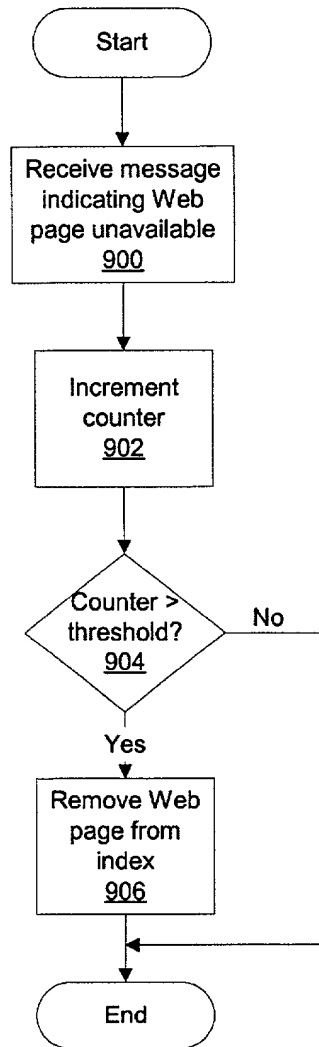 Start
Receive message
indicating Web
page unavailable
900
Increment
counter
902
Counter >
threshold?
904
No
Yes
Remove Web
page from
index
906
End